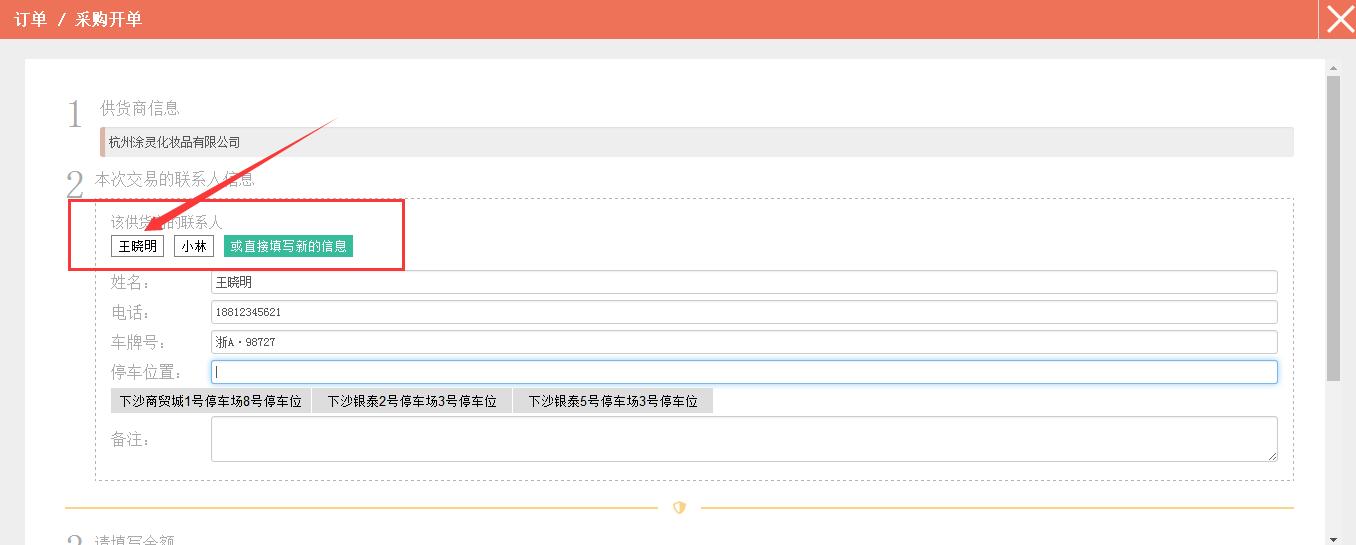 订单 / 采购开单
1 供货商信息
杭州涂灵化妆品有限公司
2 本次交易的联系人信息
该供货商的联系人
王晓明 小林 或直接填写新的信息
姓名: 王晓明
电话: 18812345621
车牌号: 浙A·98727
停车位置:
下沙商贸城1号停车场8号停车位 下沙银泰2号停车场3号停车位 下沙银泰5号停车场3号停车位
备注:
3 请填写金额